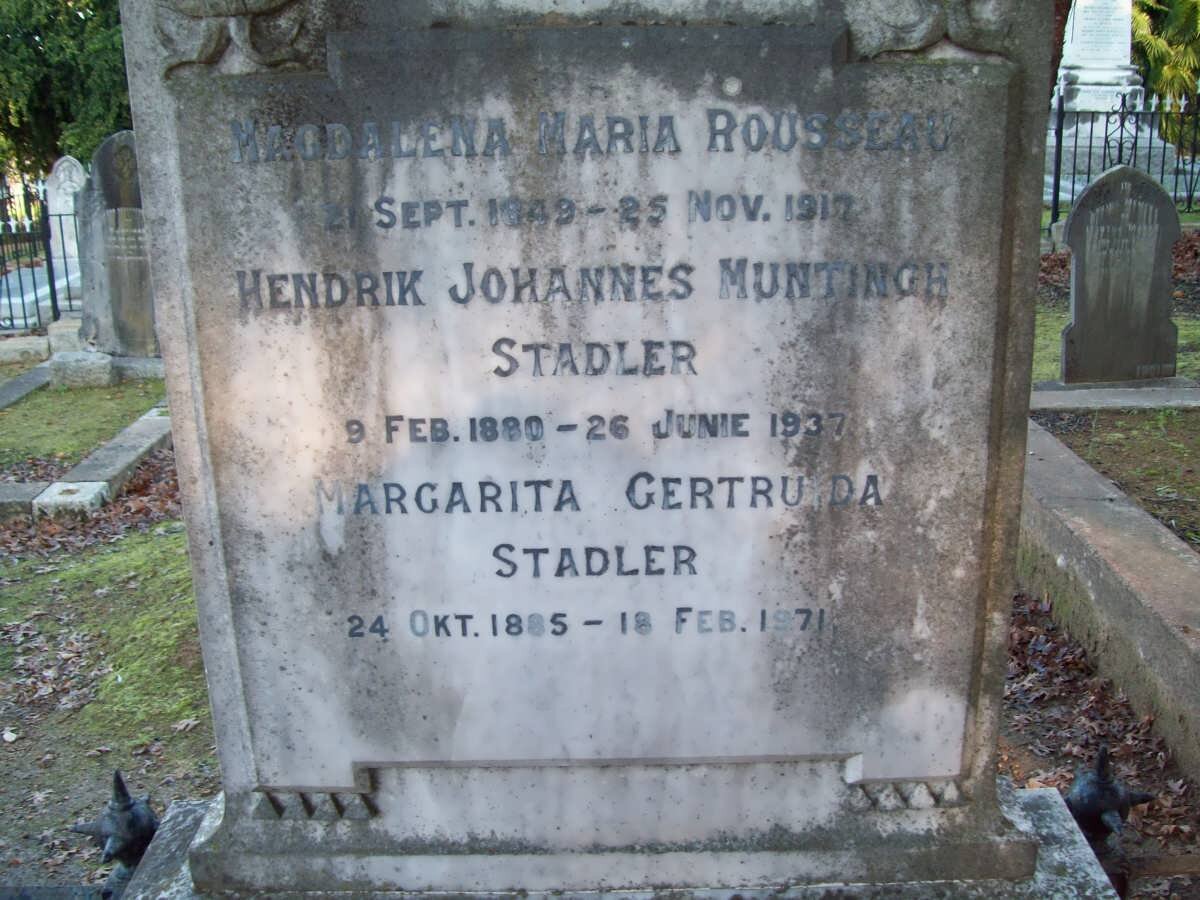 MAGDALENA MARIA ROUSSEAU
21 SEPT. 1849 – 25 NOV. 1917
HENDRIK JOHANNES MUNTINGH
STADLER
9 FEB. 1880 – 26 JUNIE 1937
MARGARITA GERTRUIDA
STADLER
24 OKT. 1885 – 18 FEB. 1971